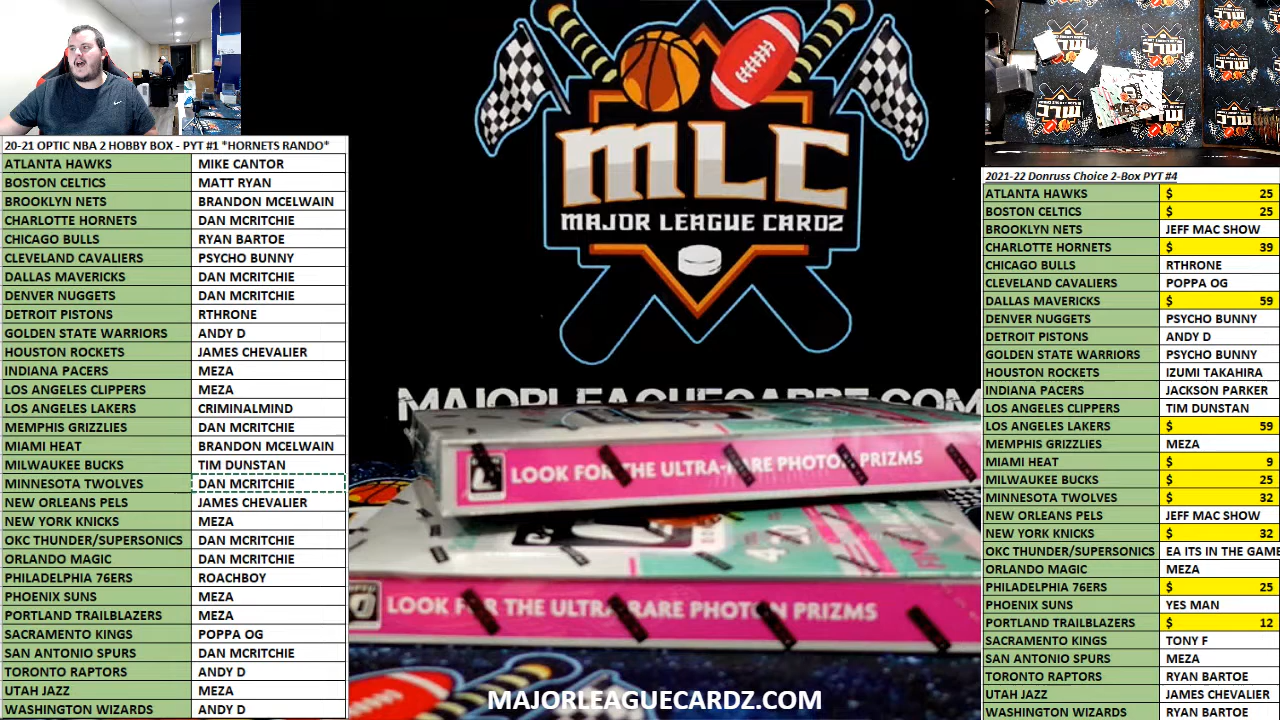 20-21 OPTIC NBA 2 HOBBY BOX - PYT #1 *HORNETS RANDO*
ATLANTA HAWKS MIKE CANTOR
BOSTON CELTICS MATT RYAN
BROOKLYN NETS BRANDON MCELWAIN
CHARLOTTE HORNETS DAN MCRITCHIE
CHICAGO BULLS RYAN BARTOE
CLEVELAND CAVALIERS PSYCHO BUNNY
DALLAS MAVERICKS DAN MCRITCHIE
DENVER NUGGETS DAN MCRITCHIE
DETROIT PISTONS RTHRONE
GOLDEN STATE WARRIORS ANDY D
HOUSTON ROCKETS JAMES CHEVALIER
INDIANA PACERS MEZA
LOS ANGELES CLIPPERS MEZA
LOS ANGELES LAKERS CRIMINALMIND
MEMPHIS GRIZZLIES DAN MCRITCHIE
MIAMI HEAT BRANDON MCELWAIN
MILWAUKEE BUCKS TIM DUNSTAN
MINNESOTA TWOLVES DAN MCRITCHIE
NEW ORLEANS PELS JAMES CHEVALIER
NEW YORK KNICKS MEZA
OKC THUNDER/SUPERSONICS DAN MCRITCHIE
ORLANDO MAGIC DAN MCRITCHIE
PHILADELPHIA 76ERS ROACHBOY
PHOENIX SUNS MEZA
PORTLAND TRAILBLAZERS MEZA
SACRAMENTO KINGS POPPA OG
SAN ANTONIO SPURS DAN MCRITCHIE
TORONTO RAPTORS ANDY D
UTAH JAZZ MEZA
WASHINGTON WIZARDS ANDY D
MLC
MAJOR LEAGUE CARDZ
MAJORLEAGUECARDZ.COM
LOOK FOR THE ULTRA-RARE PHOTON PRIZMS
LOOK FOR THE ULTRA-RARE PHOTON PRIZMS
MAJORLEAGUECARDZ.COM
2021-22 Donruss Choice 2-Box PYT #4
ATLANTA HAWKS $ 25
BOSTON CELTICS $ 25
BROOKLYN NETS JEFF MAC SHOW
CHARLOTTE HORNETS $ 39
CHICAGO BULLS RTHRONE
CLEVELAND CAVALIERS POPPA OG
DALLAS MAVERICKS $ 59
DENVER NUGGETS PSYCHO BUNNY
DETROIT PISTONS ANDY D
GOLDEN STATE WARRIORS PSYCHO BUNNY
HOUSTON ROCKETS IZUMI TAKAHIRA
INDIANA PACERS JACKSON PARKER
LOS ANGELES CLIPPERS TIM DUNSTAN
LOS ANGELES LAKERS $ 59
MEMPHIS GRIZZLIES MEZA
MIAMI HEAT $ 9
MILWAUKEE BUCKS $ 25
MINNESOTA TWOLVES $ 32
NEW ORLEANS PELS JEFF MAC SHOW
NEW YORK KNICKS $ 32
OKC THUNDER/SUPERSONICS EA ITS IN THE GAME
ORLANDO MAGIC MEZA
PHILADELPHIA 76ERS $ 25
PHOENIX SUNS YES MAN
PORTLAND TRAILBLAZERS $ 12
SACRAMENTO KINGS TONY F
SAN ANTONIO SPURS MEZA
TORONTO RAPTORS RYAN BARTOE
UTAH JAZZ JAMES CHEVALIER
WASHINGTON WIZARDS RYAN BARTOE